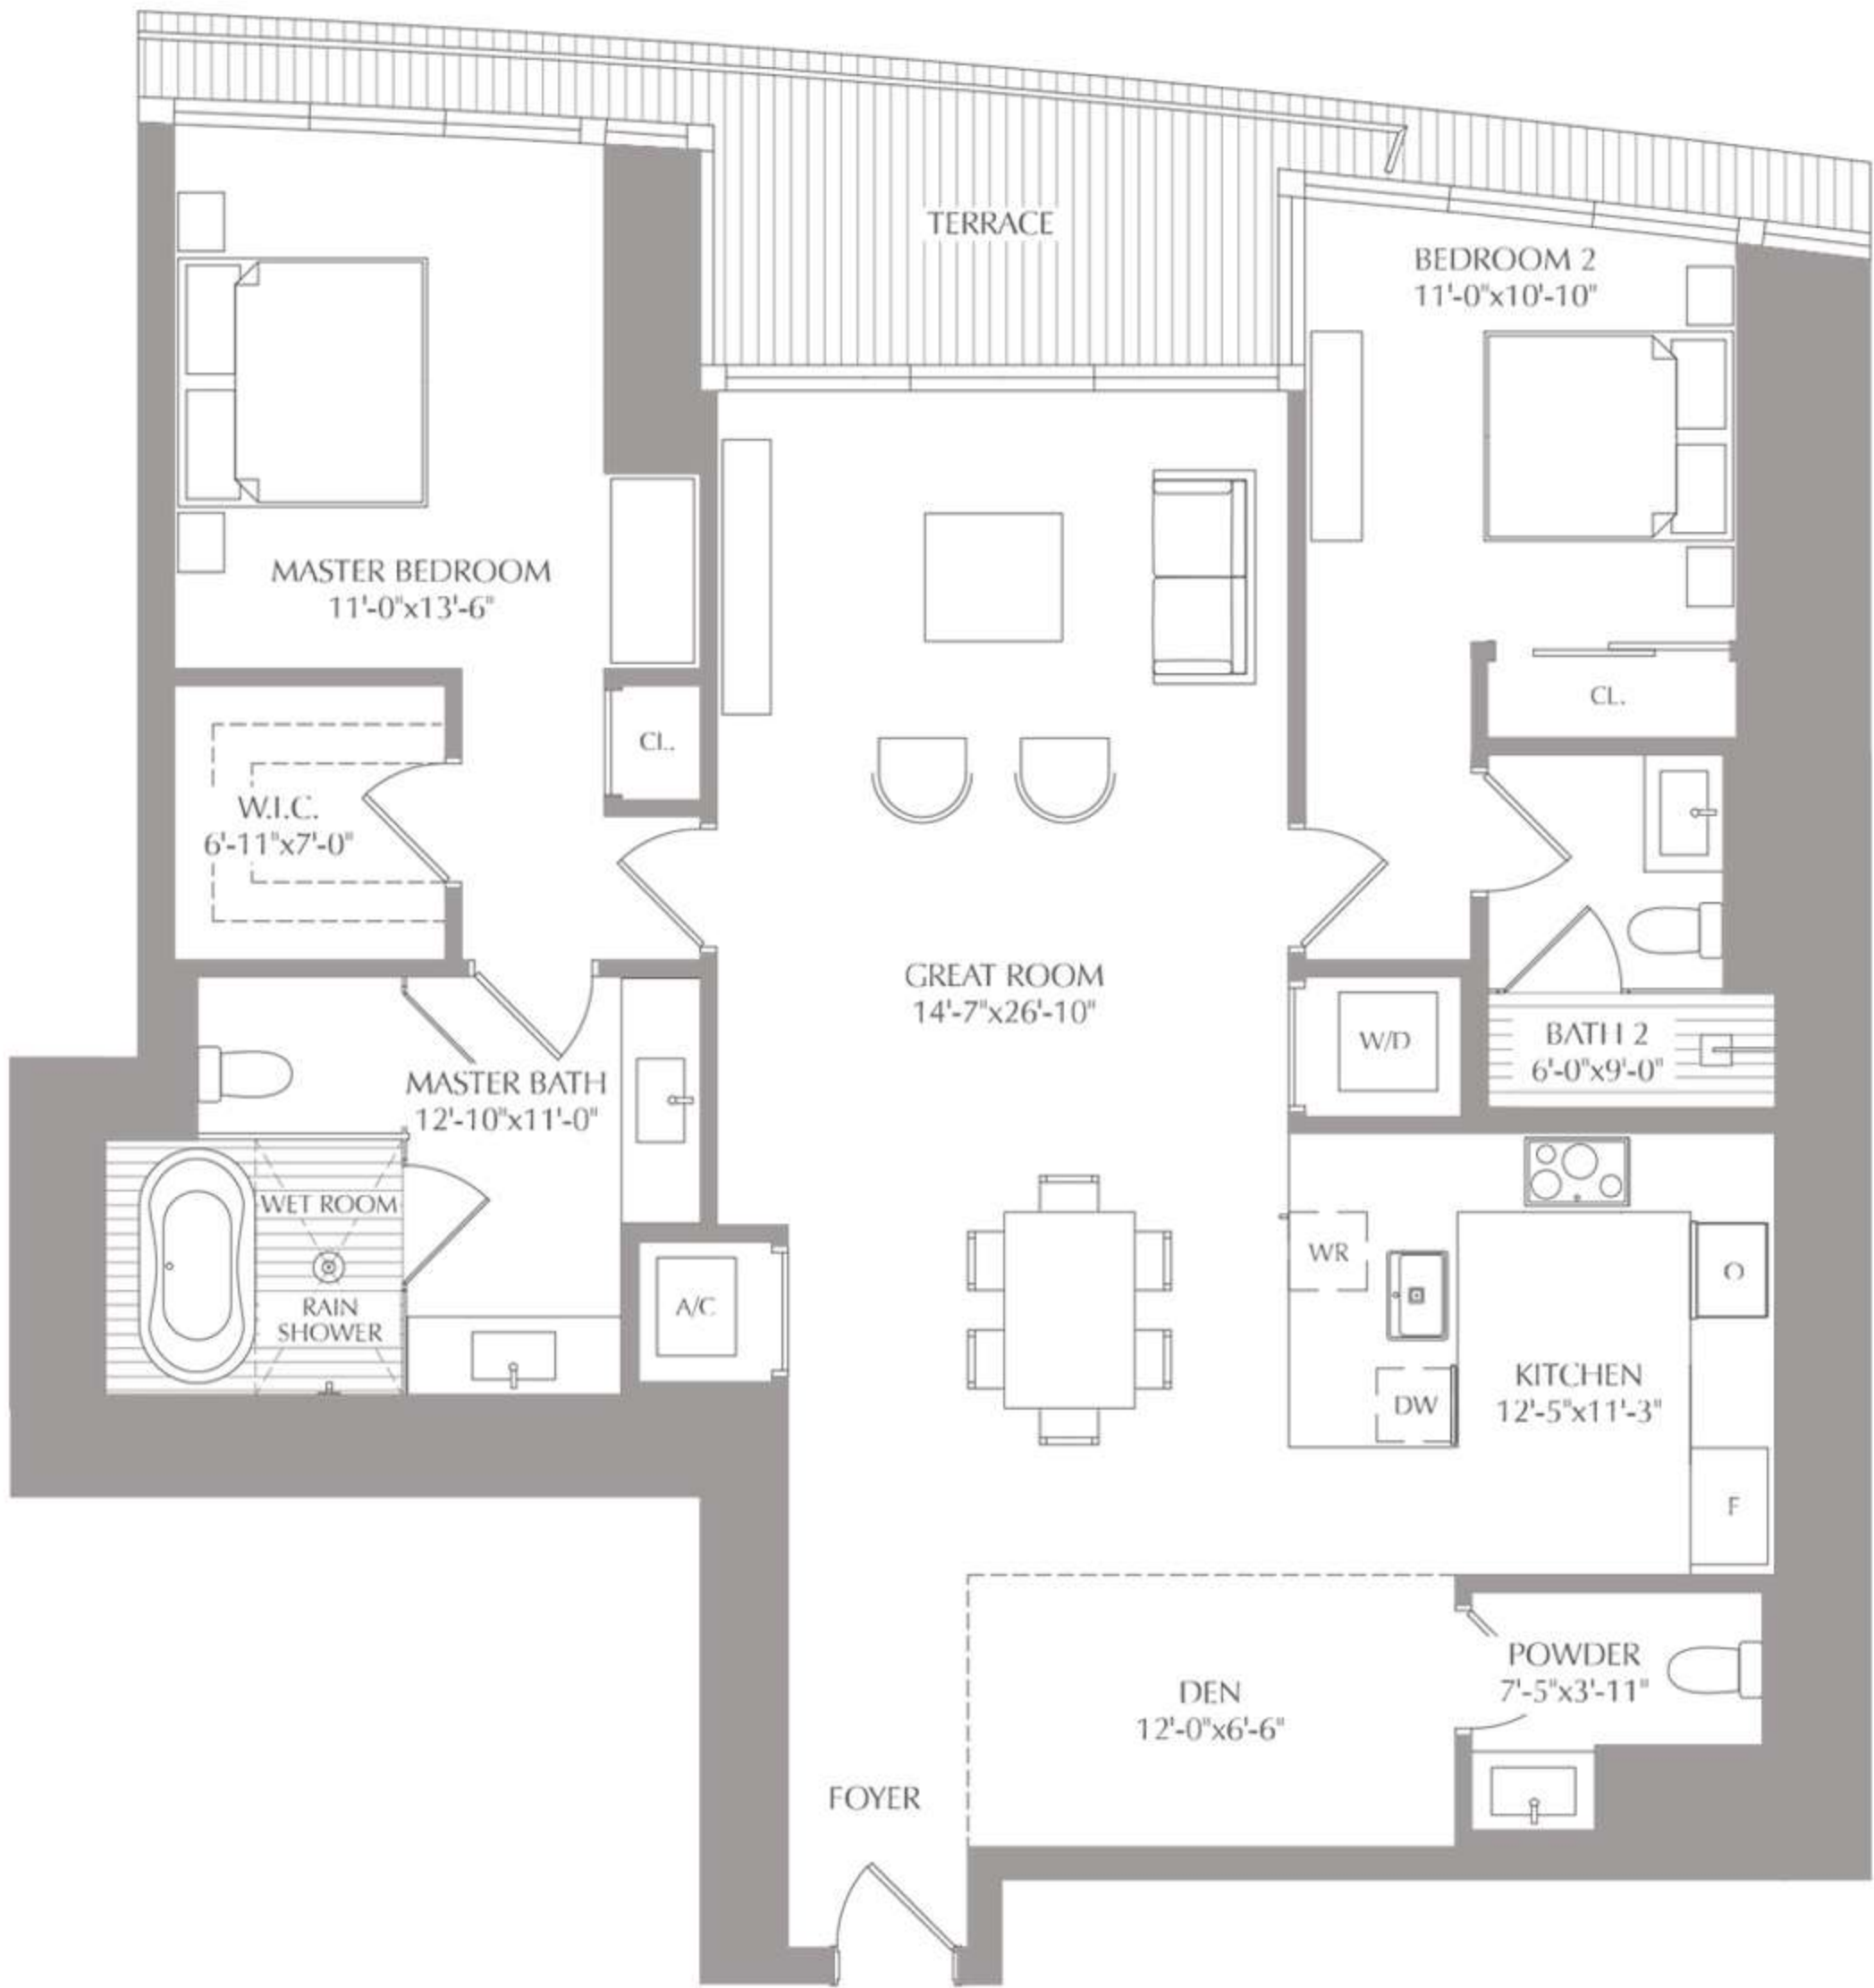 TERRACE
BEDROOM 2
11'-0"x10'-10"
MASTER BEDROOM
11'-0"x13'-6"
CL.
CL.
W.I.C.
6'-11"x7'-0"
GREAT ROOM
14'-7"x26'-10"
W/D
BATH 2
6'-0"x9'-0"
MASTER BATH
12'-10"x11'-0"
WET ROOM
RAIN
SHOWER
A/C
WR
O
DW
KITCHEN
12'-5"x11'-3"
F
POWDER
7'-5"x3'-11"
DEN
12'-0"x6'-6"
FOYER